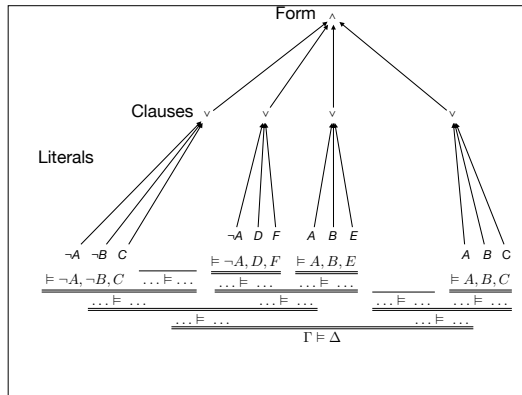 Form ∧
Clauses ∨ ∨ ∨ ∨
Literals
¬A D F A B E
¬A ¬B C A B C
⊨ ¬A, D, F ⊨ A, B, E
⊨ ¬A, ¬B, C ... ⊨ ... ⊨ A, B, C
... ⊨ ... ... ⊨ ...
... ⊨ ... ... ⊨ ... ... ⊨ ... ... ⊨ ...
... ⊨ ... ... ⊨ ...
Γ ⊨ Δ